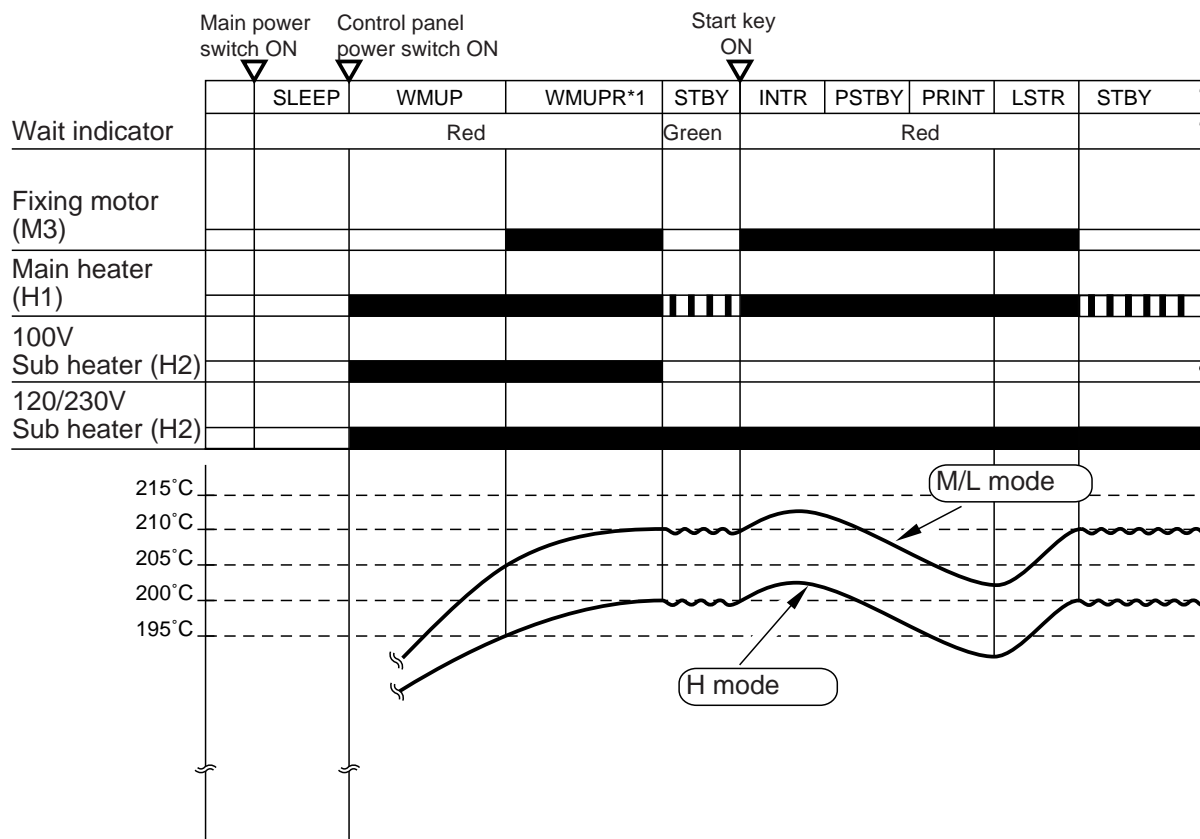 Main power
switch ON
Control panel
power switch ON
Start key
ON
SLEEP WMUP WMUPR*1 STBY INTR PSTBY PRINT LSTR STBY
Wait indicator Red Green Red
Fixing motor
(M3)
Main heater
(H1)
100V
Sub heater (H2)
120/230V
Sub heater (H2)
M/L mode
215˚C
210˚C
205˚C
200˚C
195˚C
H mode